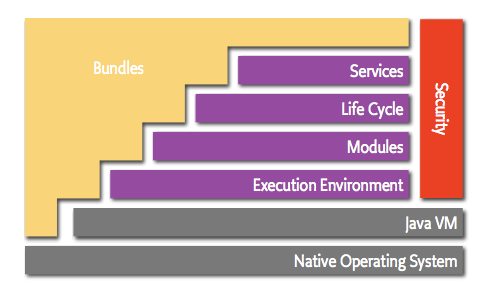 Bundles
Services
Life Cycle
Modules
Execution Environment
Java VM
Native Operating System
Security